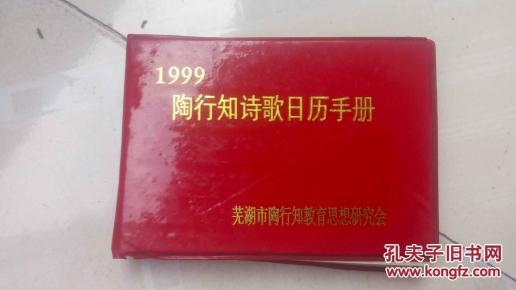 1999
陶行知诗歌日历手册
芜湖市陶行知教育思想研究会
孔夫子旧书网
www.kongfz.com